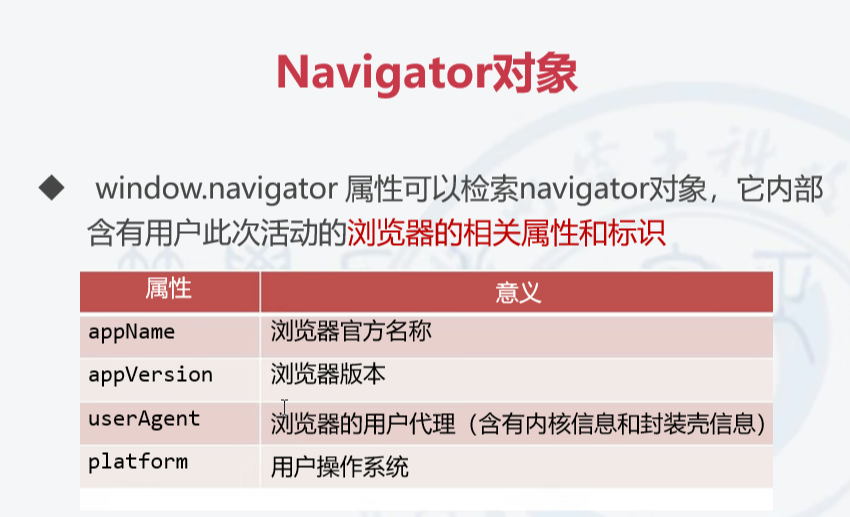 Navigator对象
window.navigator 属性可以检索navigator对象，它内部
含有用户此次活动的浏览器的相关属性和标识
属性 意义
appName 浏览器官方名称
appVersion 浏览器版本
userAgent 浏览器的用户代理（含有内核信息和封装壳信息）
platform 用户操作系统